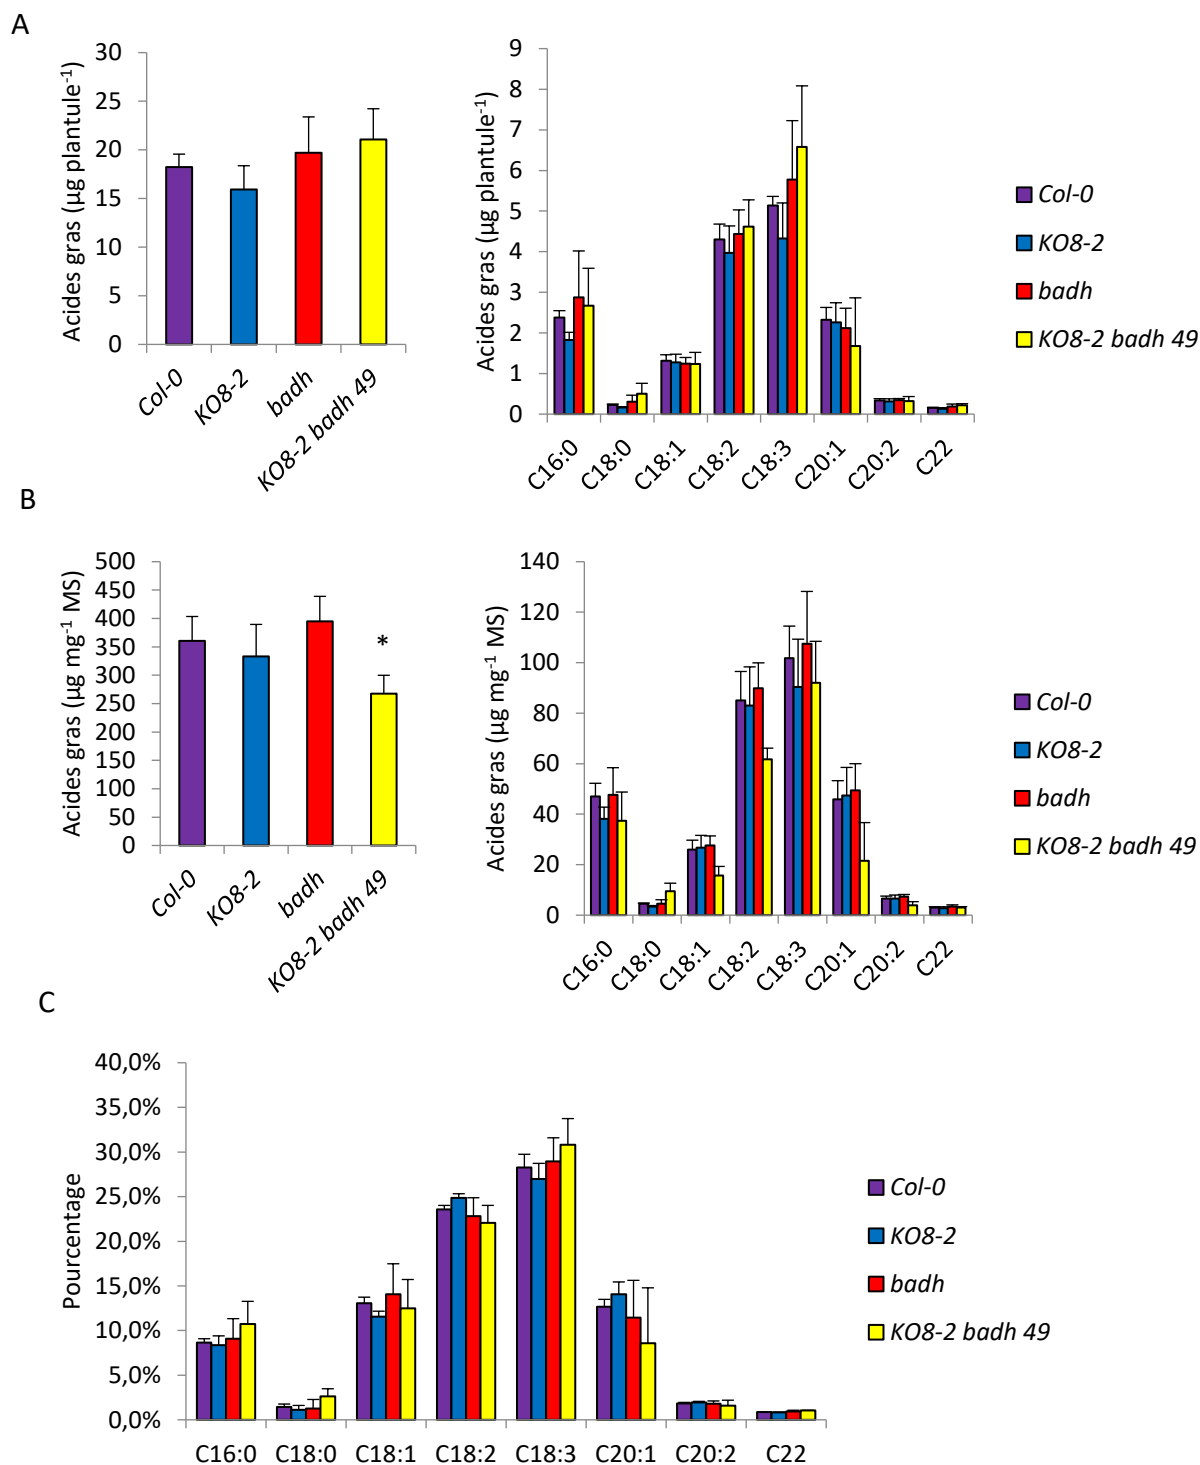 A
Acides gras (µg plantule-1)
30
25
20
15
10
5
0
Col-0
KO8-2
badh
KO8-2 badh 49
Acides gras (µg plantule-1)
9
8
7
6
5
4
3
2
1
0
C16:0
C18:0
C18:1
C18:2
C18:3
C20:1
C20:2
C22
Col-0
KO8-2
badh
KO8-2 badh 49
B
Acides gras (µg mg-1 MS)
500
450
400
350
300
250
200
150
100
50
0
*
Col-0
KO8-2
badh
KO8-2 badh 49
Acides gras (µg mg-1 MS)
140
120
100
80
60
40
20
0
C16:0
C18:0
C18:1
C18:2
C18:3
C20:1
C20:2
C22
Col-0
KO8-2
badh
KO8-2 badh 49
C
Pourcentage
40,0%
35,0%
30,0%
25,0%
20,0%
15,0%
10,0%
5,0%
0,0%
C16:0 C18:0 C18:1 C18:2 C18:3 C20:1 C20:2 C22
Col-0
KO8-2
badh
KO8-2 badh 49